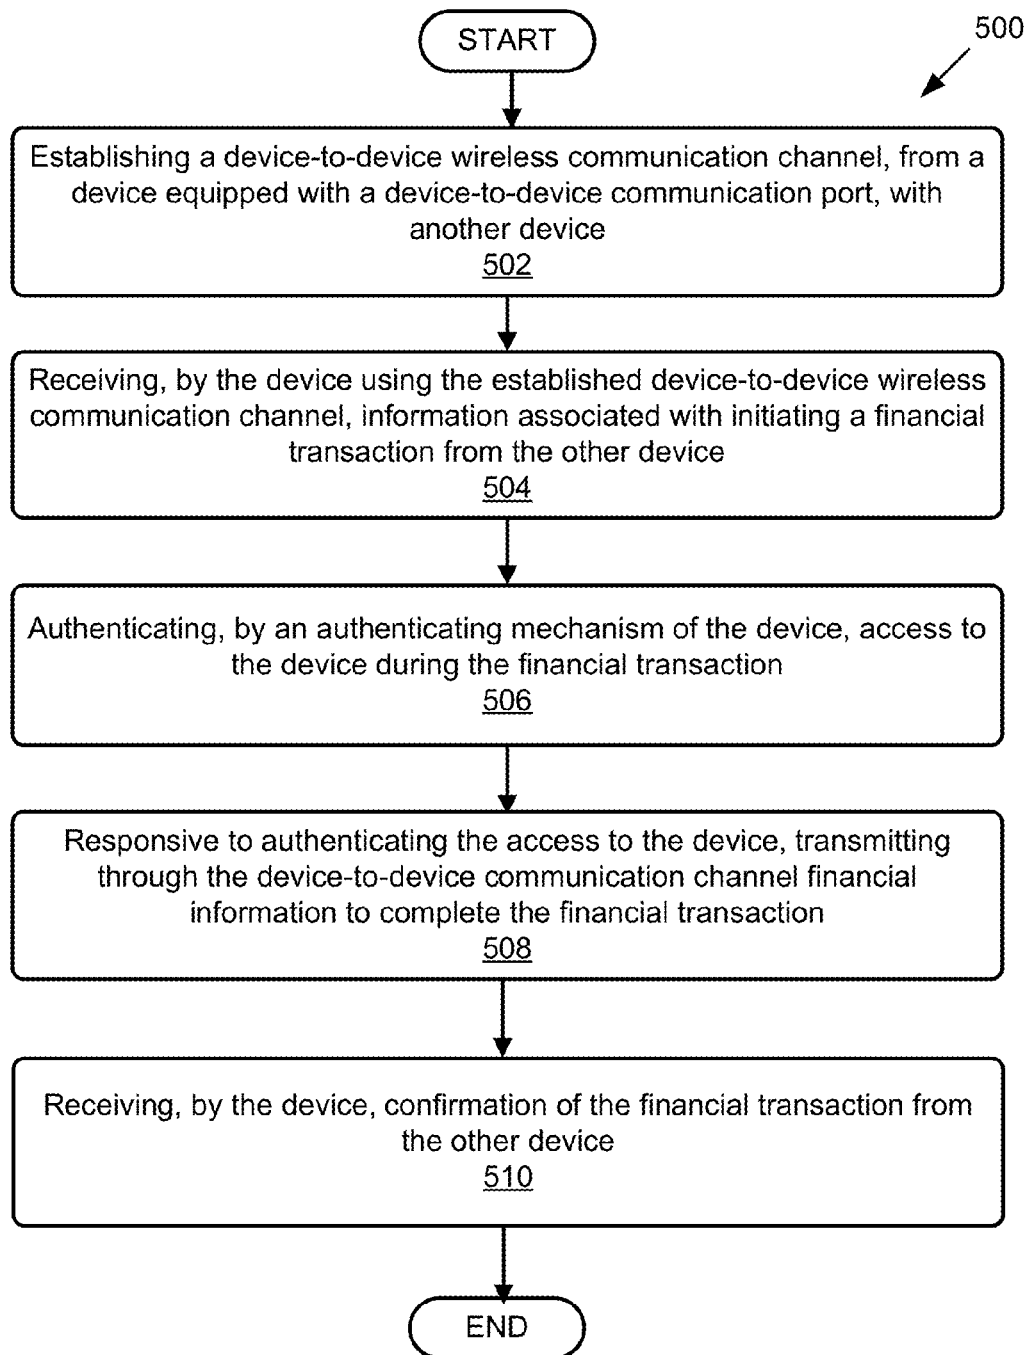 START
500
Establishing a device-to-device wireless communication channel, from a
device equipped with a device-to-device communication port, with
another device
502
Receiving, by the device using the established device-to-device wireless
communication channel, information associated with initiating a financial
transaction from the other device
504
Authenticating, by an authenticating mechanism of the device, access to
the device during the financial transaction
506
Responsive to authenticating the access to the device, transmitting
through the device-to-device communication channel financial
information to complete the financial transaction
508
Receiving, by the device, confirmation of the financial transaction from
the other device
510
END